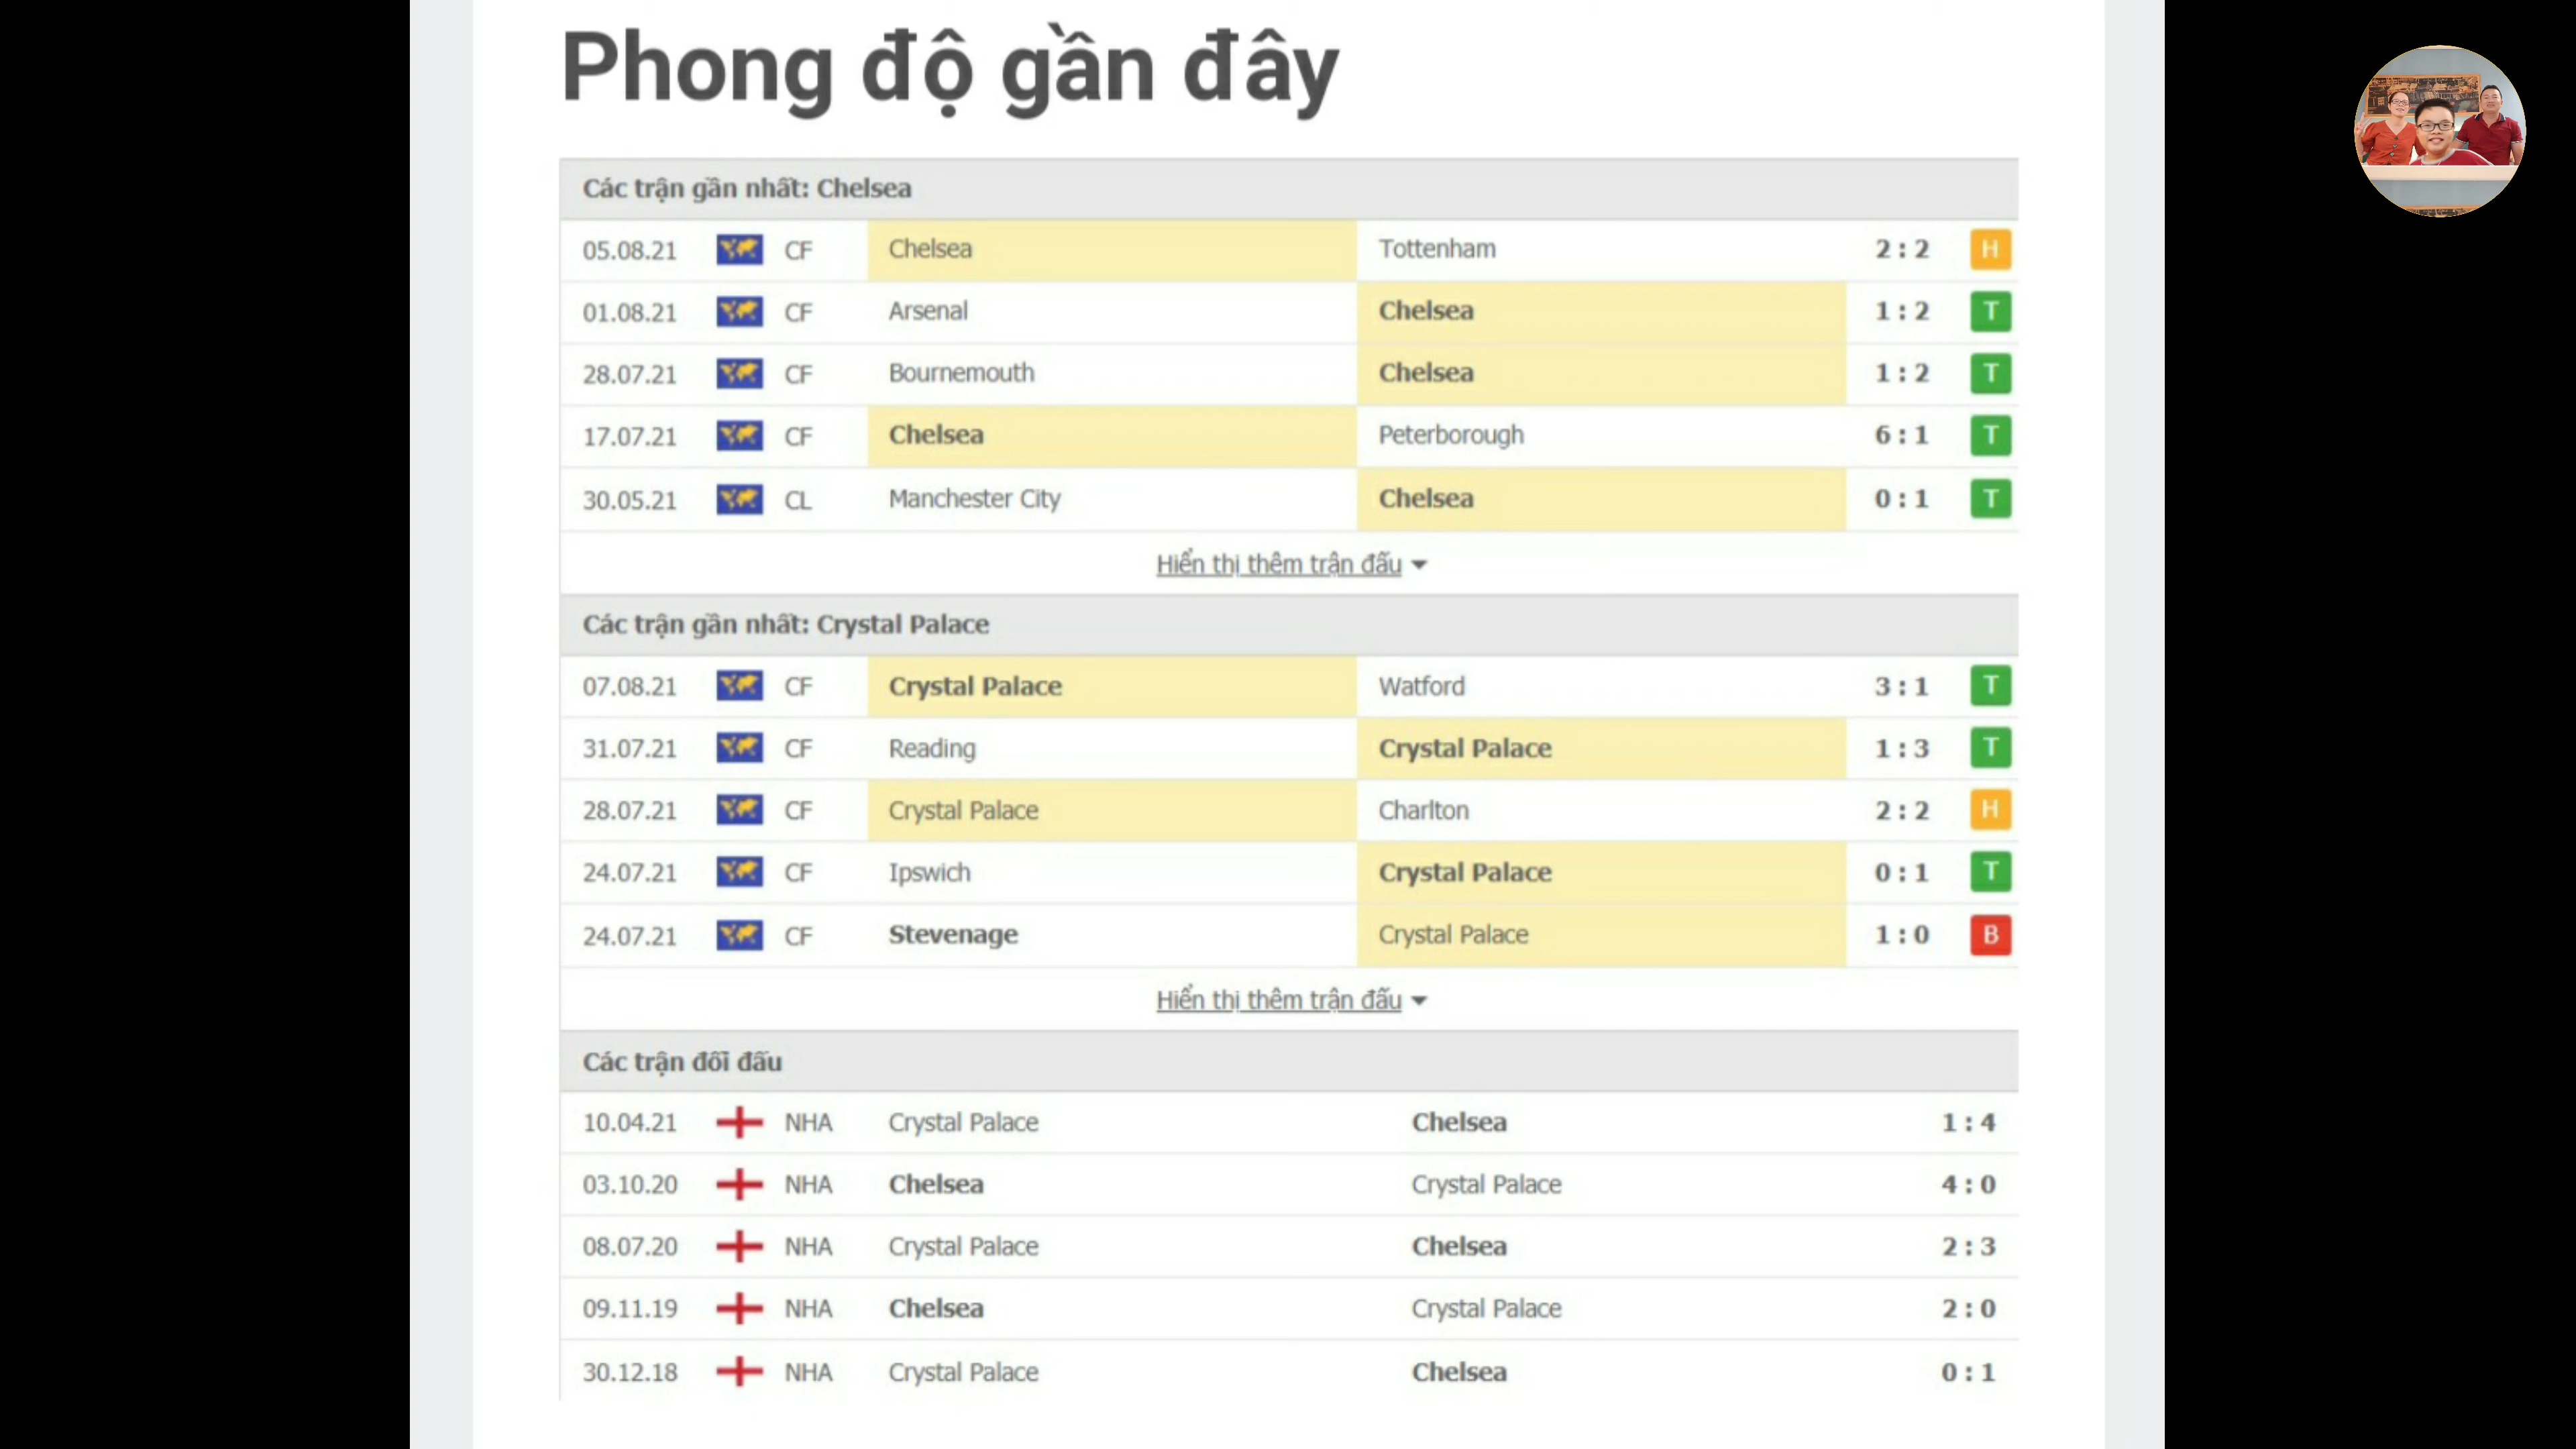 Phong độ gần đây
Các trận gần nhất: Chelsea
05.08.21 CF Chelsea Tottenham 2 : 2 H
01.08.21 CF Arsenal Chelsea 1 : 2 T
28.07.21 CF Bournemouth Chelsea 1 : 2 T
17.07.21 CF Chelsea Peterborough 6 : 1 T
30.05.21 CL Manchester City Chelsea 0 : 1 T
Hiển thị thêm trận đấu
Các trận gần nhất: Crystal Palace
07.08.21 CF Crystal Palace Watford 3 : 1 T
31.07.21 CF Reading Crystal Palace 1 : 3 T
28.07.21 CF Crystal Palace Charlton 2 : 2 H
24.07.21 CF Ipswich Crystal Palace 0 : 1 T
24.07.21 CF Stevenage Crystal Palace 1 : 0 B
Hiển thị thêm trận đấu
Các trận đối đấu
10.04.21 NHA Crystal Palace Chelsea 1 : 4
03.10.20 NHA Chelsea Crystal Palace 4 : 0
08.07.20 NHA Crystal Palace Chelsea 2 : 3
09.11.19 NHA Chelsea Crystal Palace 2 : 0
30.12.18 NHA Crystal Palace Chelsea 0 : 1